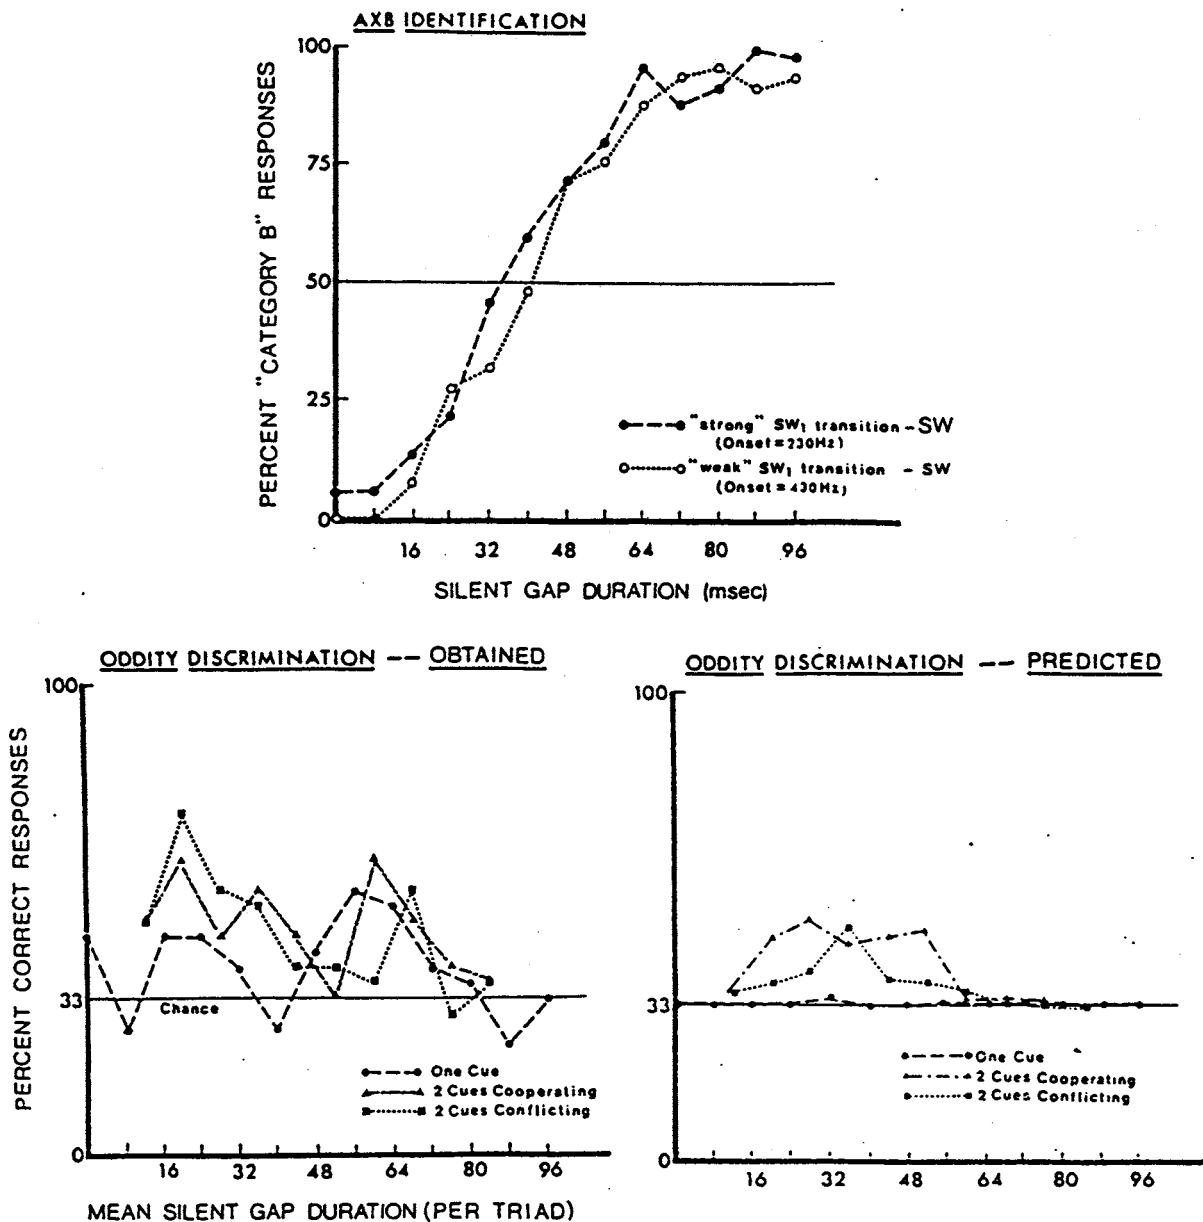 AXB IDENTIFICATION
100
75
50
25
0
PERCENT "CATEGORY B" RESPONSES
"strong" SW1 transition - SW
(Onset = 230Hz)
"weak" SW1 transition - SW
(Onset = 430Hz)
16 32 48 64 80 96
SILENT GAP DURATION (msec)
ODDITY DISCRIMINATION -- OBTAINED
100
33
0
PERCENT CORRECT RESPONSES
Chance
One Cue
2 Cues Cooperating
2 Cues Conflicting
16 32 48 64 80 96
MEAN SILENT GAP DURATION (PER TRIAD)
ODDITY DISCRIMINATION -- PREDICTED
100
33
0
One Cue
2 Cues Cooperating
2 Cues Conflicting
16 32 48 64 80 96